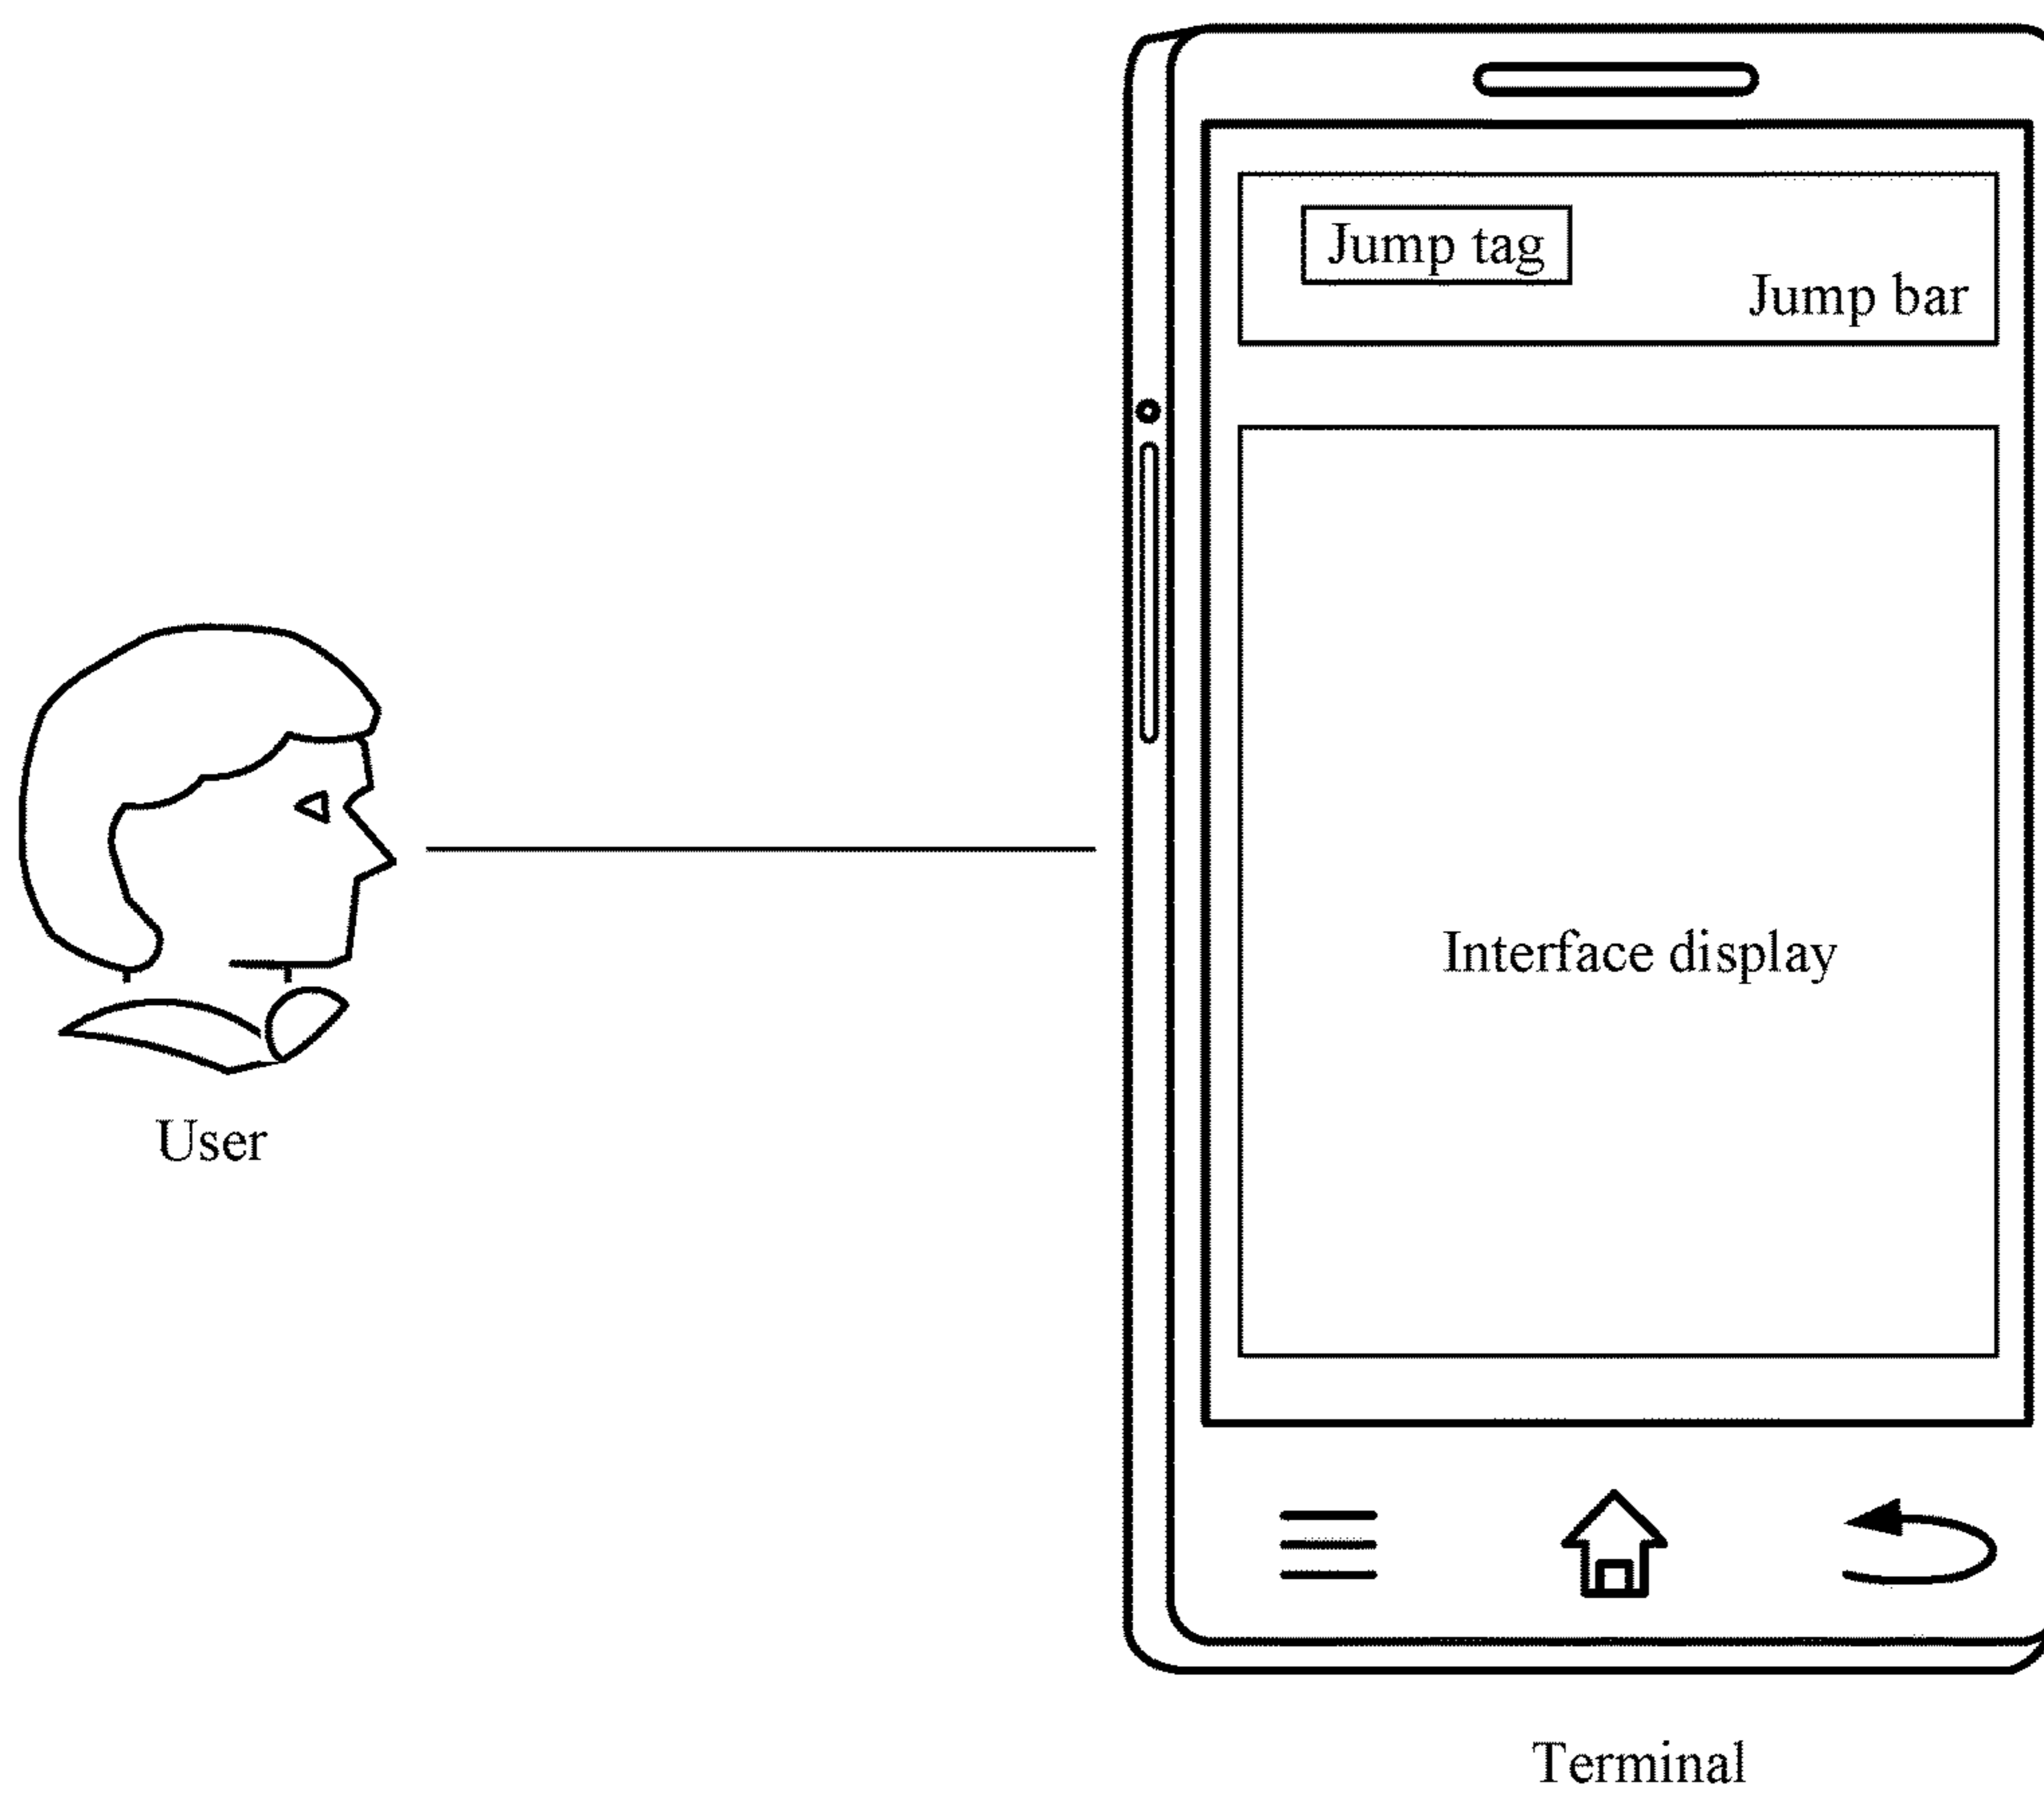 Jump tag
Jump bar
Interface display
User
Terminal